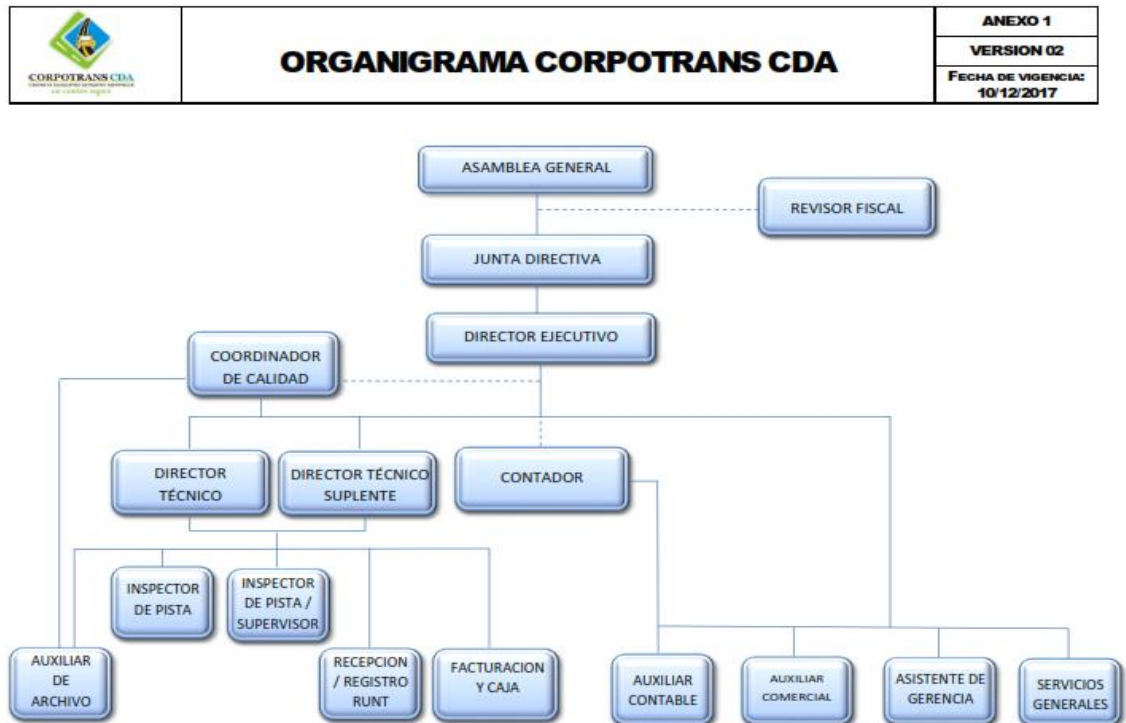 CORPOTRANS CDA
ORGANIGRAMA CORPOTRANS CDA
ANEXO 1
VERSION 02
FECHA DE VIGENCIA:
10/12/2017
ASAMBLEA GENERAL
REVISOR FISCAL
JUNTA DIRECTIVA
DIRECTOR EJECUTIVO
COORDINADOR
DE CALIDAD
DIRECTOR
TÉCNICO
DIRECTOR TÉCNICO
SUPLENTE
CONTADOR
INSPECTOR
DE PISTA
INSPECTOR
DE PISTA /
SUPERVISOR
AUXILIAR
DE
ARCHIVO
RECEPCION
/ REGISTRO
RUNT
FACTURACION
Y CAJA
AUXILIAR
CONTABLE
AUXILIAR
COMERCIAL
ASISTENTE DE
GERENCIA
SERVICIOS
GENERALES